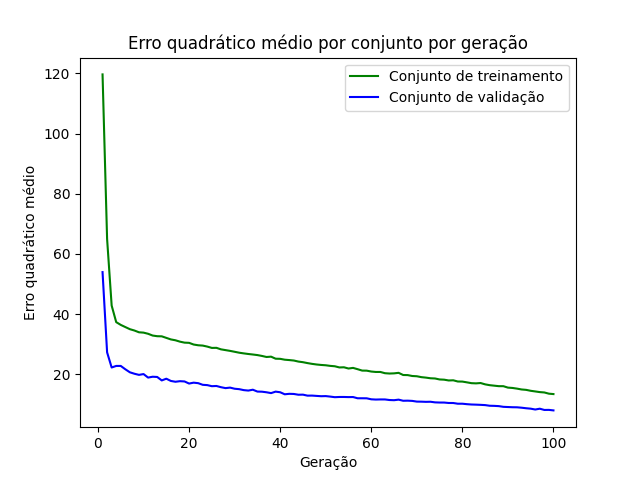 Erro quadrático médio por conjunto por geração
Conjunto de treinamento
Conjunto de validação
Erro quadrático médio
120
100
80
60
40
20
0 20 40 60 80 100
Geração